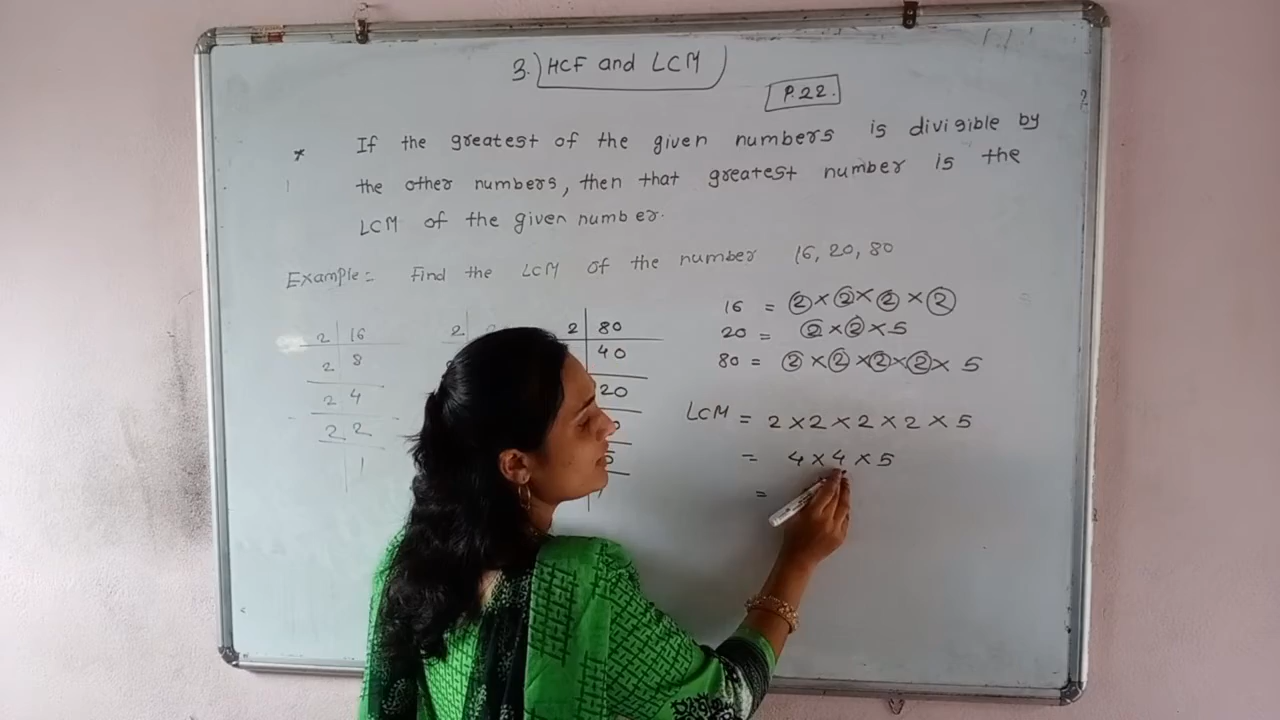 3. HCF and LCM
P.22.
* If the greatest of the given numbers is divisible by
the other numbers, then that greatest number is the
LCM of the given number.
Example:- Find the LCM of the number 16, 20, 80
2 | 16
2 8
2 4
2 2
1
2
2 | 80
40
20
5
16 = 2 × 2 × 2 × 2
20 = 2 × 2 × 5
80 = 2 × 2 × 2 × 2 × 5
LCM = 2 × 2 × 2 × 2 × 5
= 4 × 4 × 5
=